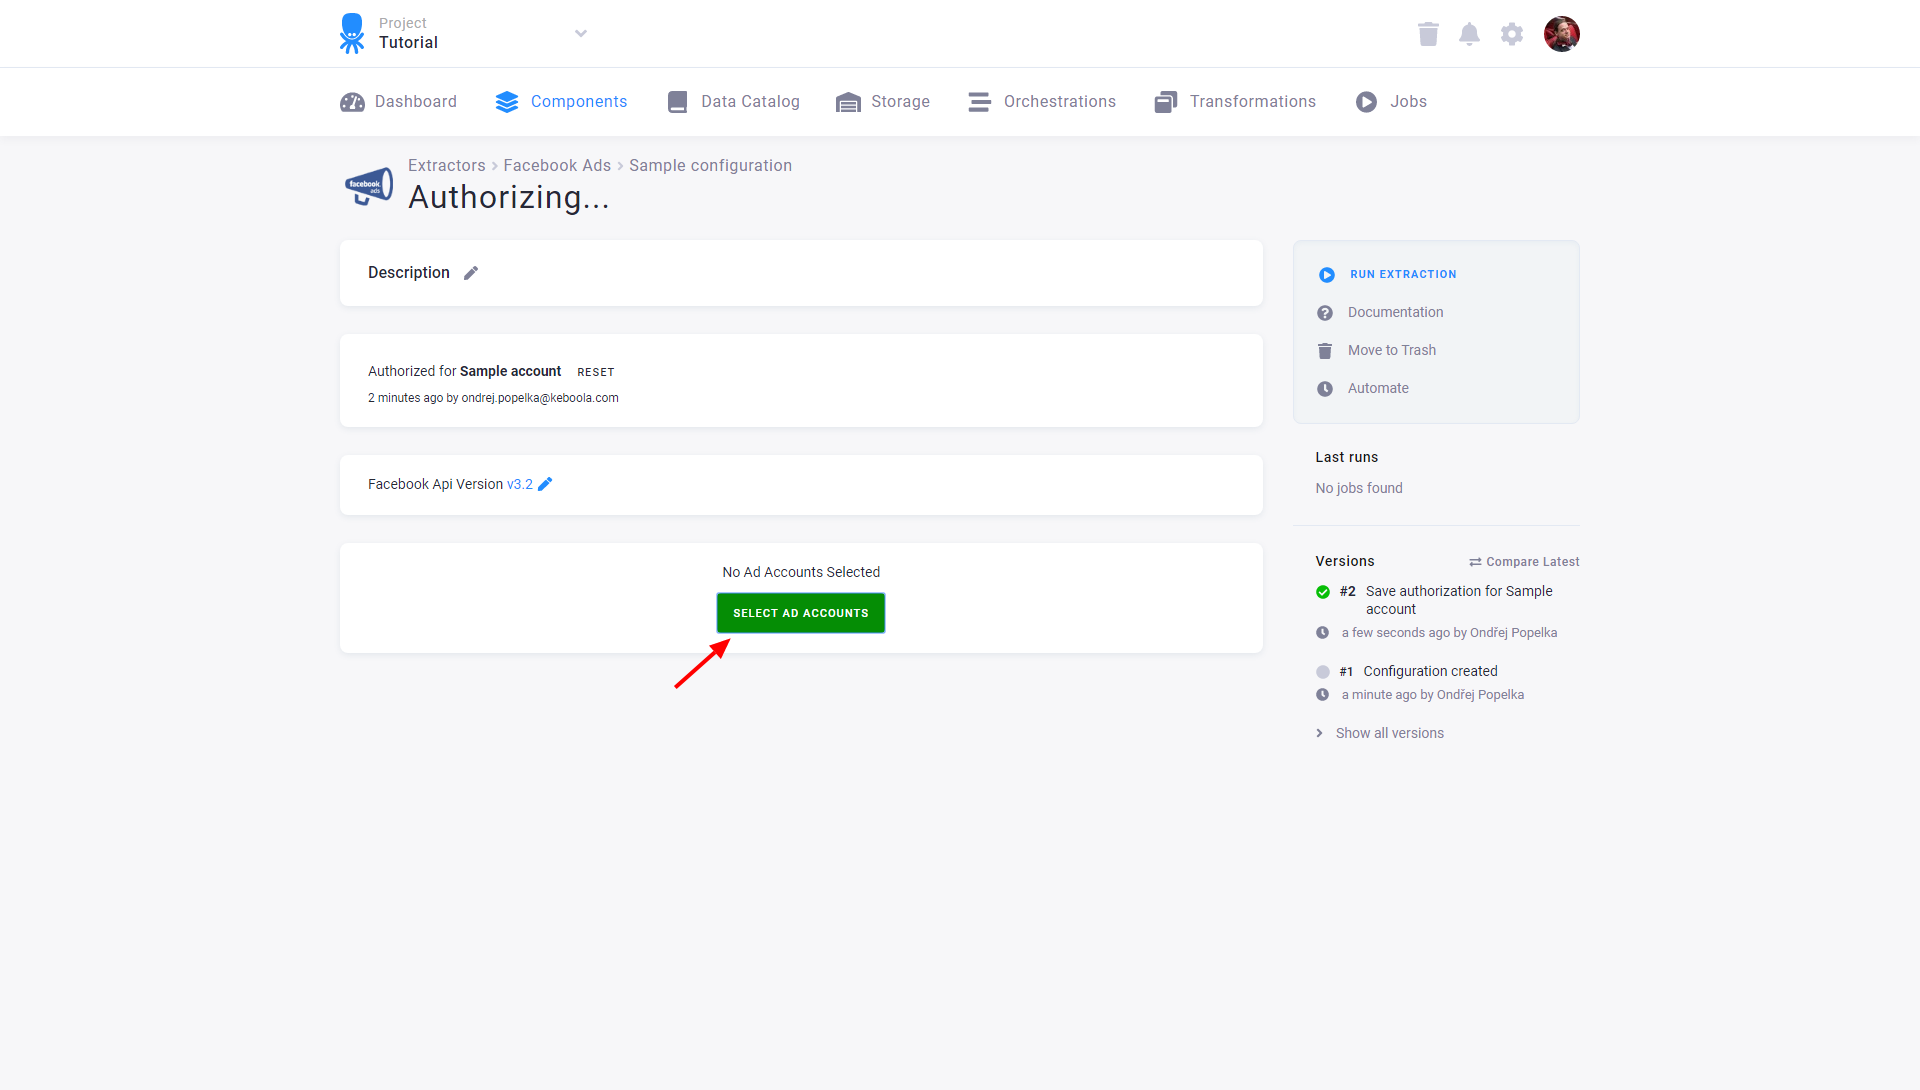 Project
Tutorial
Dashboard
Components
Data Catalog
Storage
Orchestrations
Transformations
Jobs
Extractors
Facebook Ads
Sample configuration
facebook
ads
Authorizing...
Description
Authorized for Sample account RESET
2 minutes ago by ondrej.popelka@keboola.com
Facebook Api Version v3.2
No Ad Accounts Selected
SELECT AD ACCOUNTS
RUN EXTRACTION
Documentation
Move to Trash
Automate
Last runs
No jobs found
Versions
Compare Latest
#2 Save authorization for Sample
account
a few seconds ago by Ondřej Popelka
#1 Configuration created
a minute ago by Ondřej Popelka
Show all versions